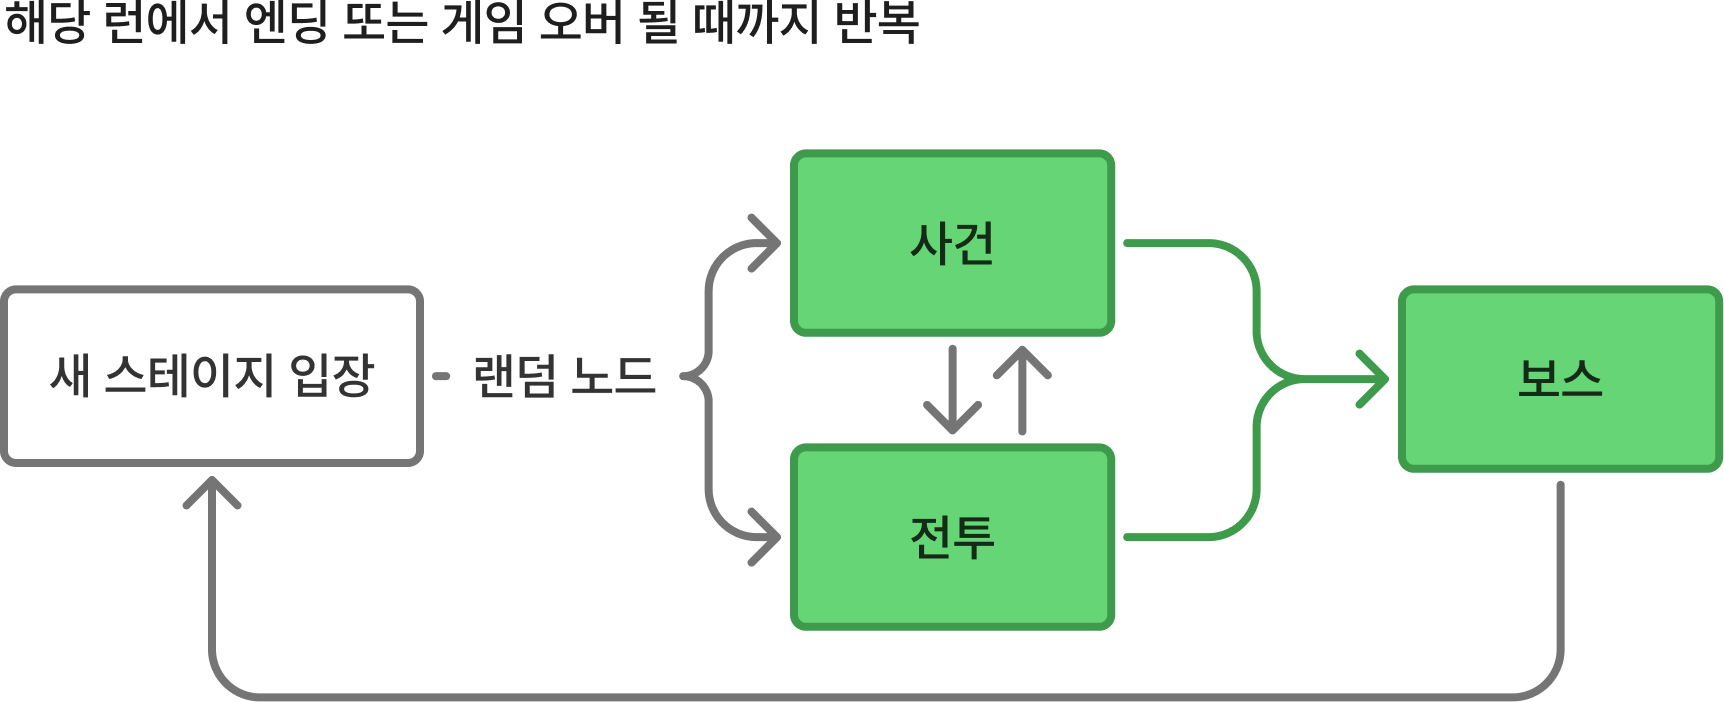 해당 런에서 엔딩 또는 게임 오버 될 때까지 반복
사건
새 스테이지 입장
랜덤 노드
보스
전투